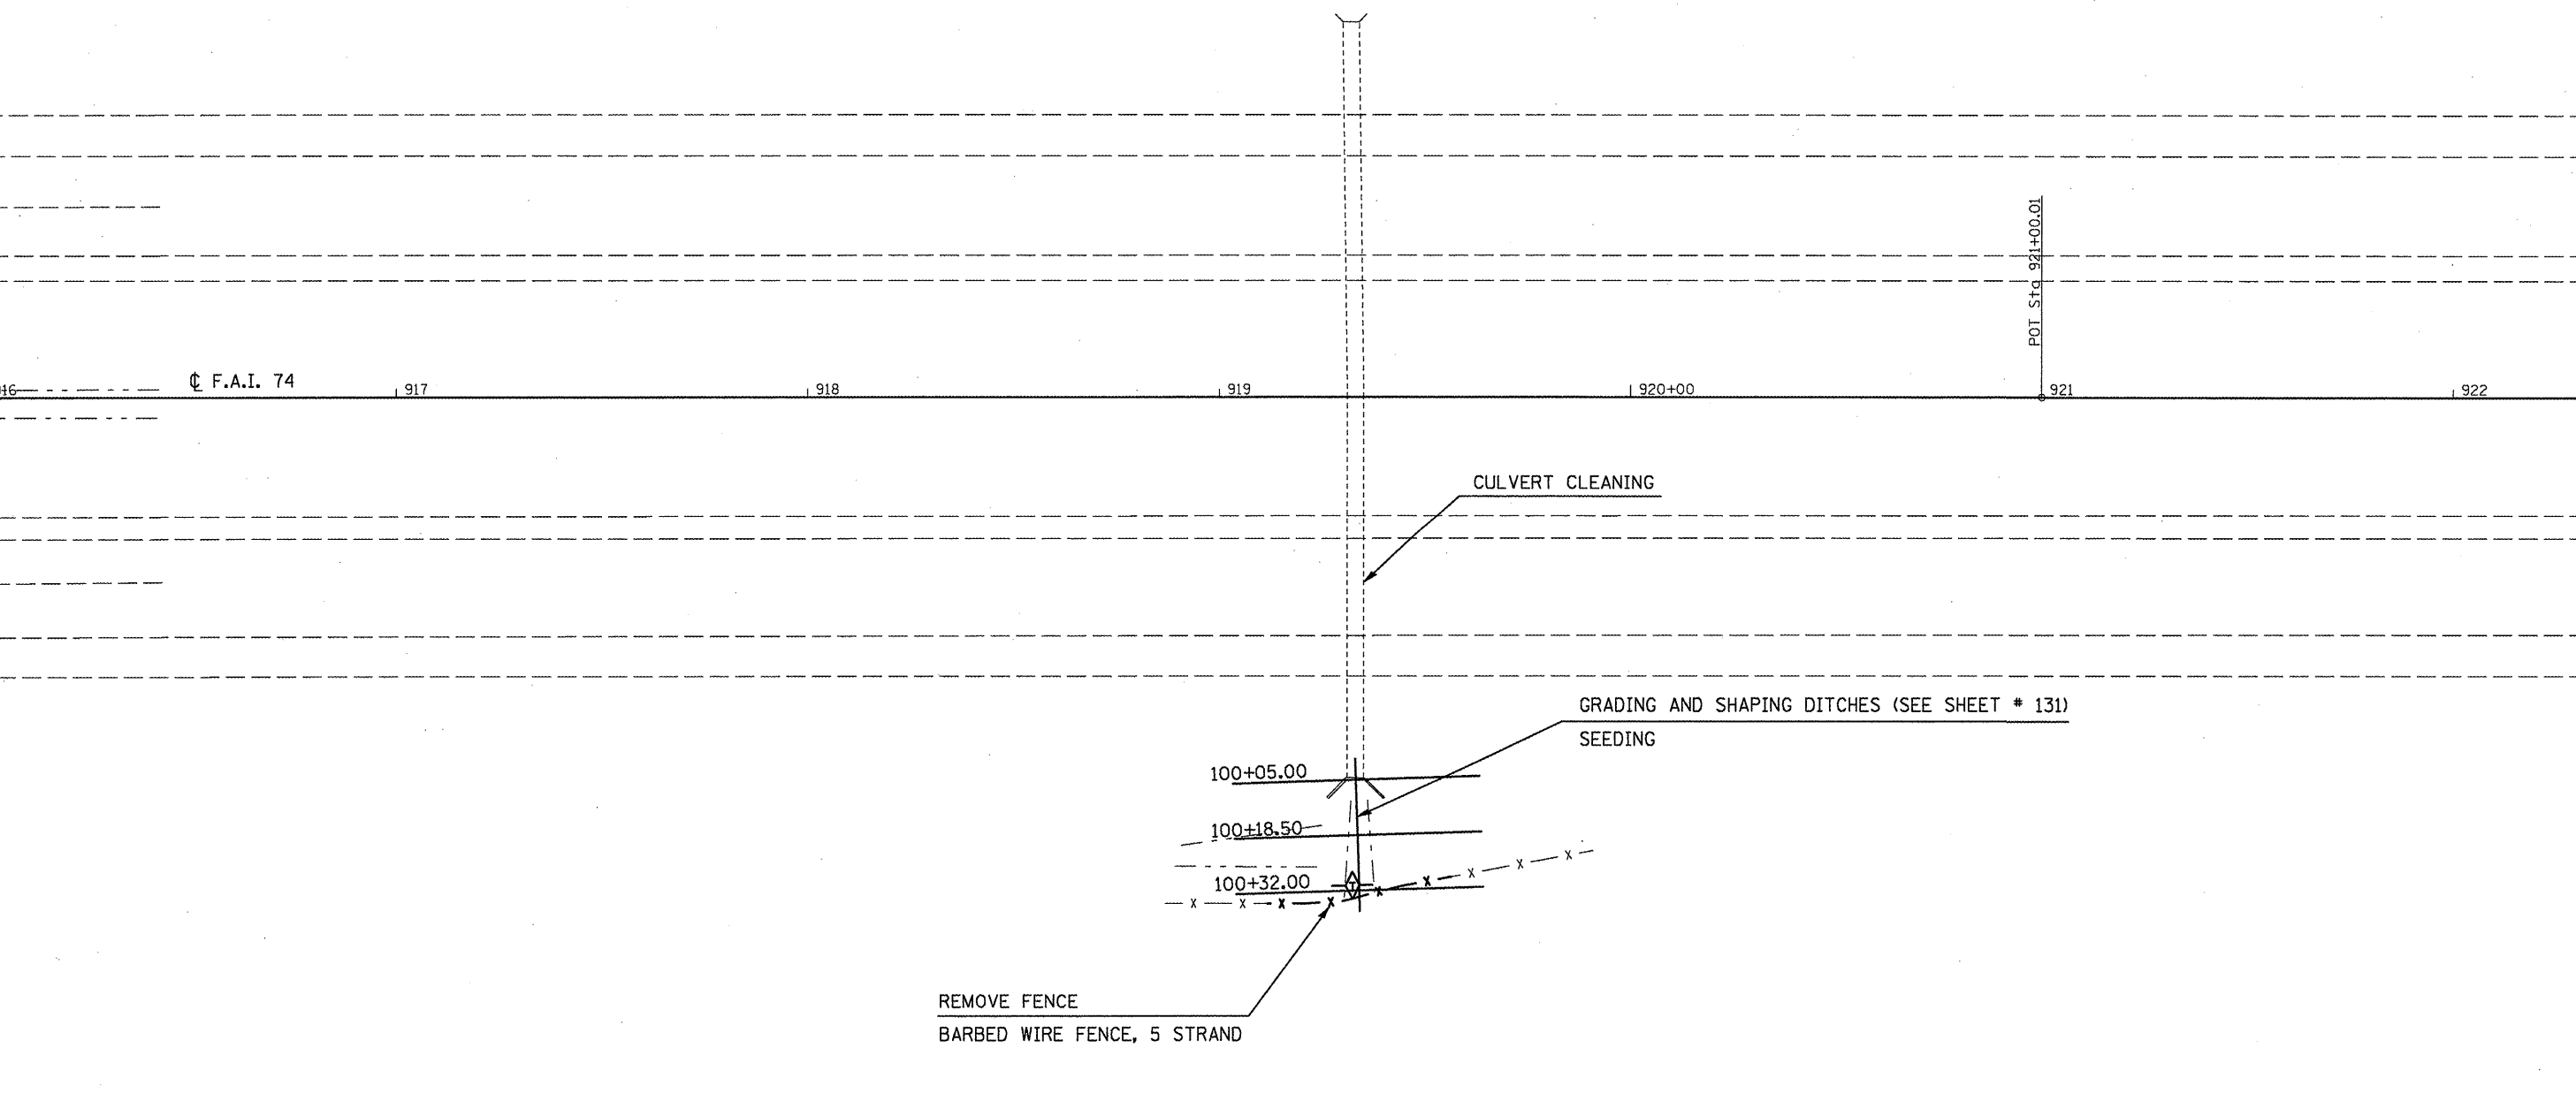 POT Sta 921+00.01
℄ F.A.I. 74
917
918
919
920+00
921
922
CULVERT CLEANING
GRADING AND SHAPING DITCHES (SEE SHEET # 131)
SEEDING
100+05.00
100+18.50
100+32.00
REMOVE FENCE
BARBED WIRE FENCE, 5 STRAND